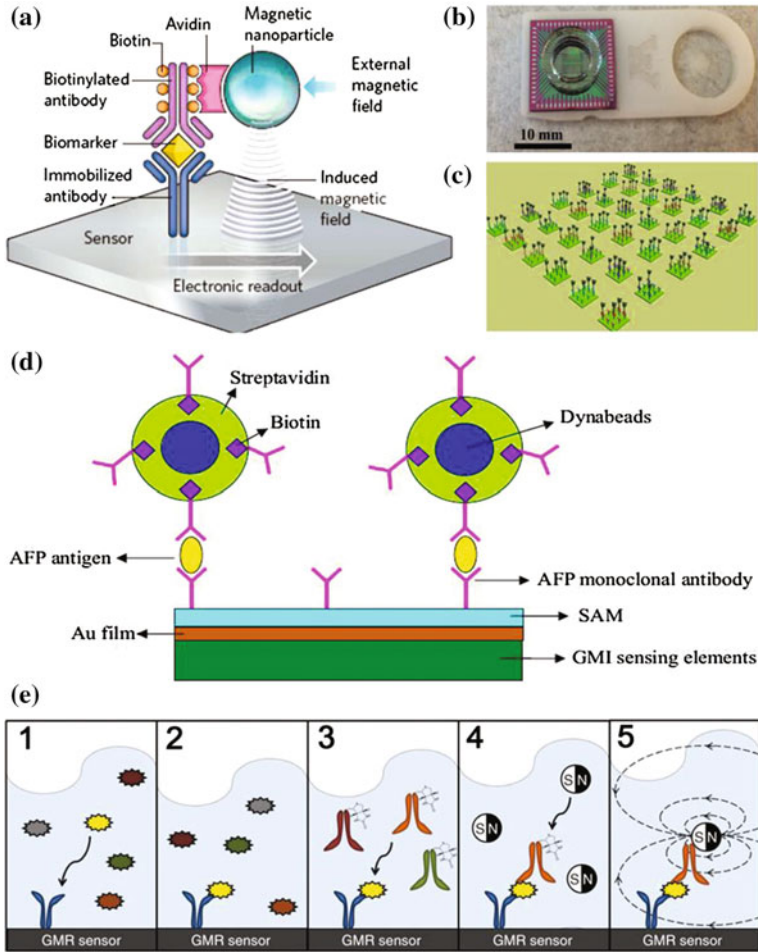 (a)
Biotin
Avidin
Magnetic
nanoparticle
Biotinylated
antibody
External
magnetic
field
Biomarker
Immobilized
antibody
Induced
magnetic
field
Sensor
Electronic readout
(b)
10 mm
(c)
(d)
Streptavidin
Biotin
Dynabeads
AFP antigen
AFP monoclonal antibody
SAM
Au film
GMI sensing elements
(e)
1
2
3
4
5
S N
S N
S N
S N
GMR sensor
GMR sensor
GMR sensor
GMR sensor
GMR sensor